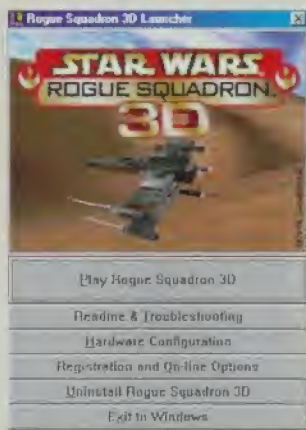 Rogue Squadron 3D Launcher
STAR WARS
ROGUE SQUADRON
3D
Play Rogue Squadron 3D
Readme & Troubleshooting
Hardware Configuration
Registration and On-line Options
Uninstall Rogue Squadron 3D
Exit to Windows